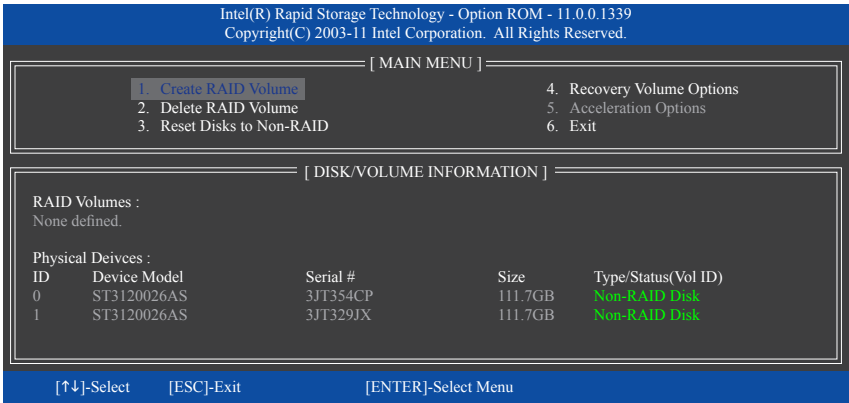 Intel(R) Rapid Storage Technology - Option ROM - 11.0.0.1339
Copyright(C) 2003-11 Intel Corporation.  All Rights Reserved.
[ MAIN MENU ]
1. Create RAID Volume 4. Recovery Volume Options
2. Delete RAID Volume 5. Acceleration Options
3. Reset Disks to Non-RAID 6. Exit
[ DISK/VOLUME INFORMATION ]
RAID Volumes :
None defined.
Physical Deivces :
ID Device Model Serial # Size Type/Status(Vol ID)
0 ST3120026AS 3JT354CP 111.7GB Non-RAID Disk
1 ST3120026AS 3JT329JX 111.7GB Non-RAID Disk
[↑↓]-Select [ESC]-Exit [ENTER]-Select Menu